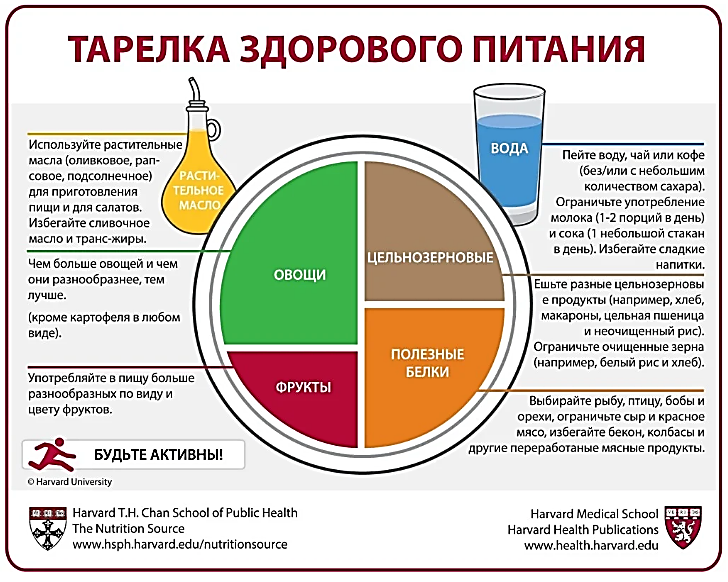 ТАРЕЛКА ЗДОРОВОГО ПИТАНИЯ
Используйте растительные
масла (оливковое, рап-
совое, подсолнечное)
для приготовления
пищи и для салатов.
Избегайте сливочное
масло и транс-жиры.
РАСТИ-
ТЕЛЬНОЕ
МАСЛО
ВОДА
Пейте воду, чай или кофе
(без/или с небольшим
количеством сахара).
Ограничьте употребление
молока (1-2 порций в день)
и сока (1 небольшой стакан
в день). Избегайте сладкие
напитки.
Чем больше овощей и чем
они разнообразнее, тем
лучше.
(кроме картофеля в любом
виде).
ОВОЩИ
ЦЕЛЬНОЗЕРНОВЫЕ
Ешьте разные цельнозерновы
е продукты (например, хлеб,
макароны, цельная пшеница
и неочищенный рис).
Ограничьте очищенные зерна
(например, белый рис и хлеб).
Употребляйте в пищу больше
разнообразных по виду и
цвету фруктов.
ФРУКТЫ
ПОЛЕЗНЫЕ
БЕЛКИ
Выбирайте рыбу, птицу, бобы и
орехи, ограничьте сыр и красное
мясо, избегайте бекон, колбасы и
другие переработаные мясные продукты.
БУДЬТЕ АКТИВНЫ!
© Harvard University
Harvard T.H. Chan School of Public Health
The Nutrition Source
www.hsph.harvard.edu/nutritionsource
Harvard Medical School
Harvard Health Publications
www.health.harvard.edu